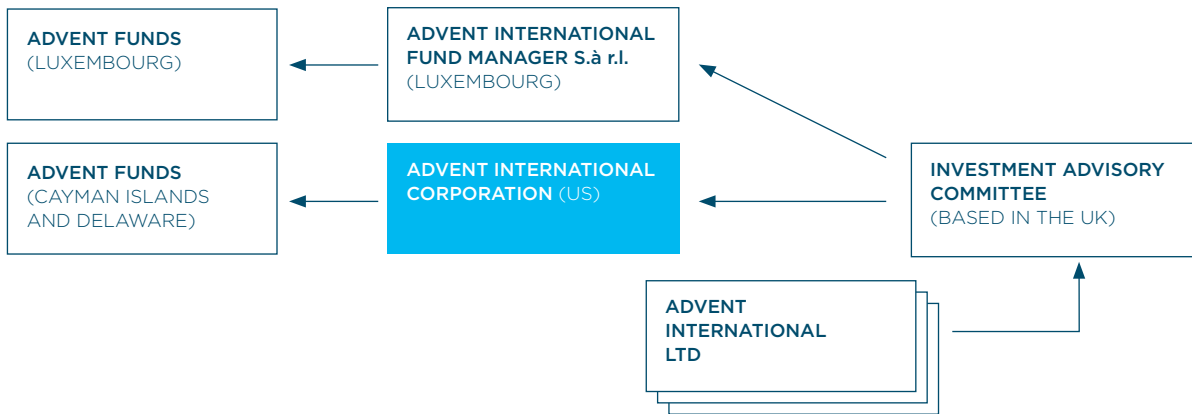 ADVENT FUNDS
(LUXEMBOURG)
ADVENT INTERNATIONAL
FUND MANAGER S.à r.l.
(LUXEMBOURG)
ADVENT FUNDS
(CAYMAN ISLANDS
AND DELAWARE)
ADVENT INTERNATIONAL
CORPORATION (US)
INVESTMENT ADVISORY
COMMITTEE
(BASED IN THE UK)
ADVENT
INTERNATIONAL
LTD